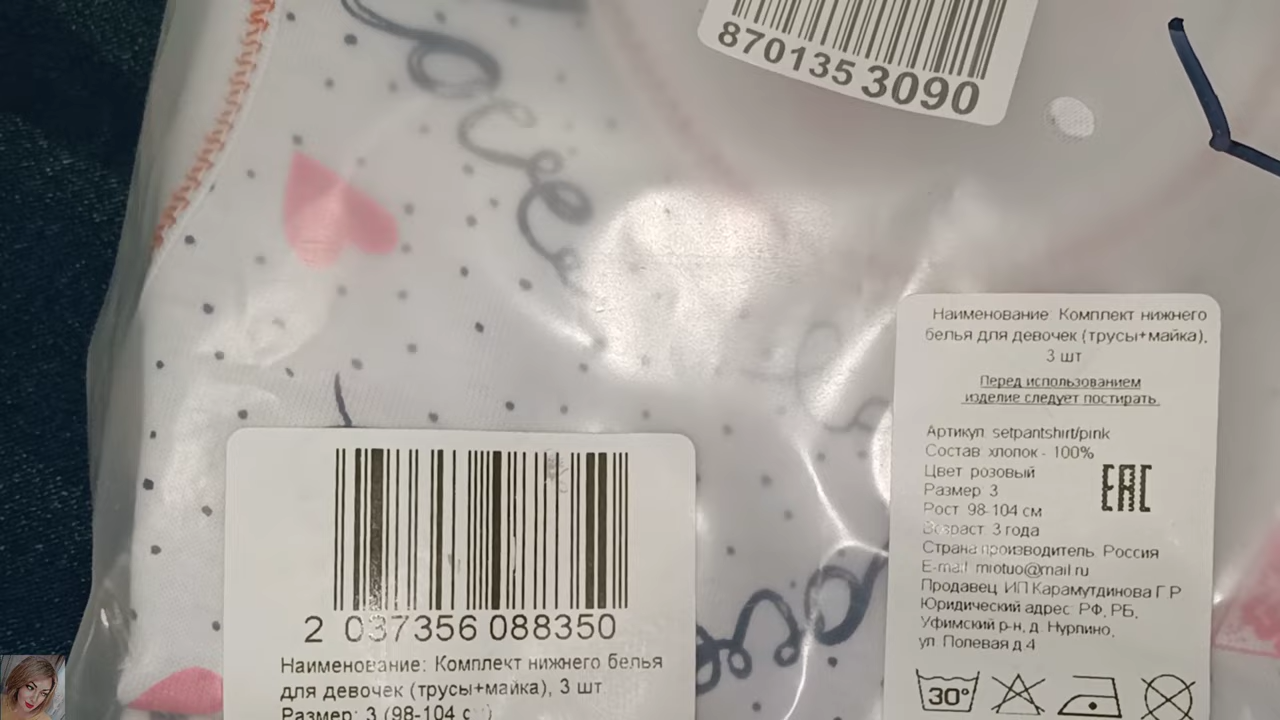 8701353090
Наименование: Комплект нижнего
белья для девочек (трусы+майка),
3 шт
Перед использованием
изделие следует постирать.
Артикул: setpantshirt/pink
Состав: хлопок - 100%
Цвет: розовый
Размер: 3
EAC
Рост: 98-104 см
Возраст: 3 года
Страна производитель: Россия
E-mail: miotuo@mail.ru
Продавец: ИП Карамутдинова Г.Р.
Юридический адрес: РФ, РБ,
Уфимский р-н, д. Нурлино,
ул. Полевая д.4
30°
2 037356 088350
Наименование: Комплект нижнего белья
для девочек (трусы+майка), 3 шт.
Размер: 3 (98-104 с